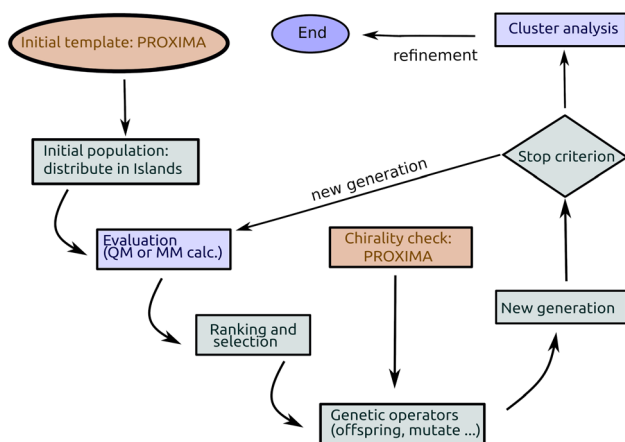 Initial template: PROXIMA
End
Cluster analysis
refinement
Initial population:
distribute in Islands
Stop criterion
new generation
Evaluation
(QM or MM calc.)
Chirality check:
PROXIMA
New generation
Ranking and
selection
Genetic operators
(offspring, mutate ...)